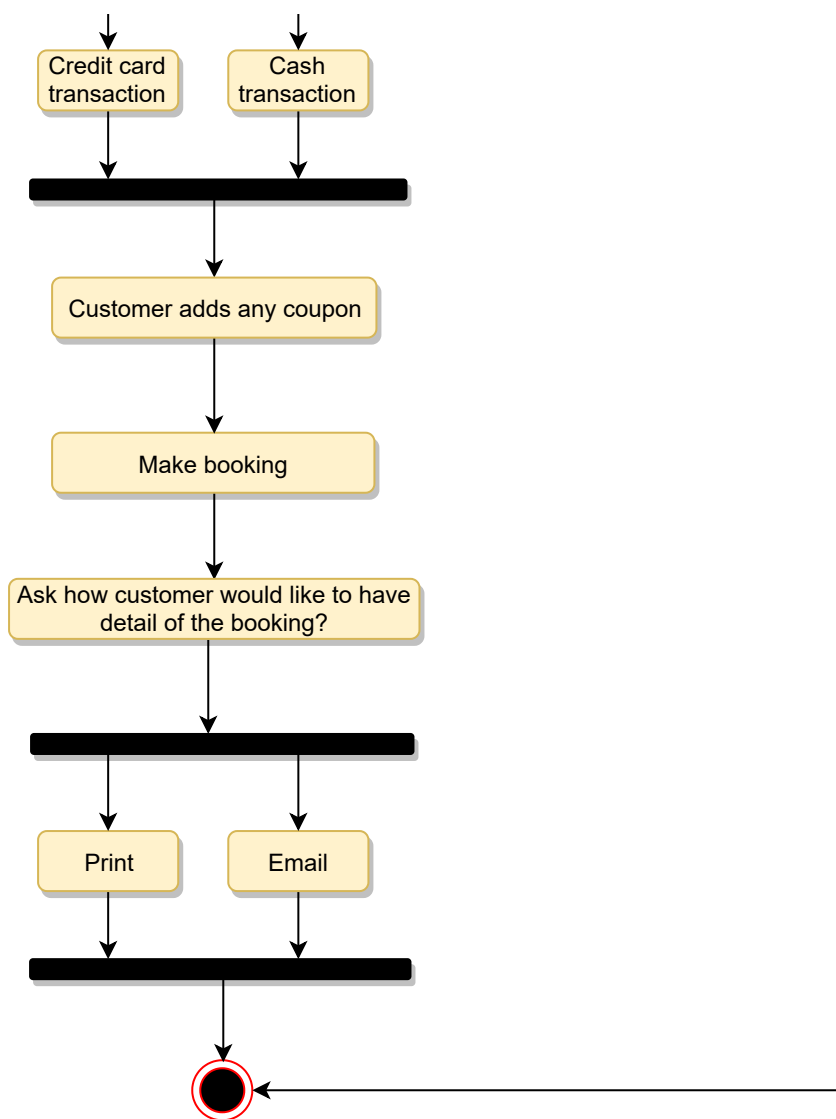 Credit card
transaction
Cash
transaction
Customer adds any coupon
Make booking
Ask how customer would like to have
detail of the booking?
Print
Email